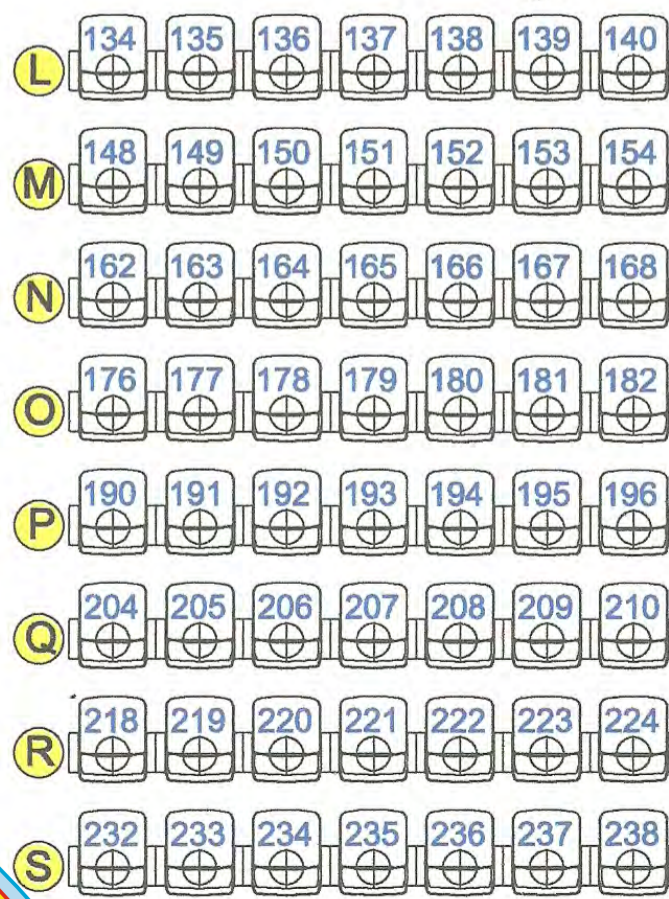 L 134 135 136 137 138 139 140
M 148 149 150 151 152 153 154
N 162 163 164 165 166 167 168
O 176 177 178 179 180 181 182
P 190 191 192 193 194 195 196
Q 204 205 206 207 208 209 210
R 218 219 220 221 222 223 224
S 232 233 234 235 236 237 238